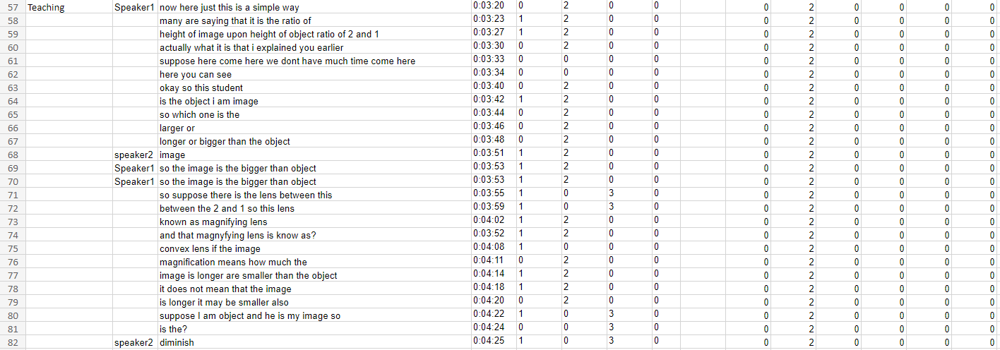 57 Teaching Speaker1 now here just this is a simple way 0:03:20 0 2 0 0 0 2 0 0 0 0
58 many are saying that it is the ratio of 0:03:23 1 2 0 0 0 2 0 0 0 0
59 height of image upon height of object ratio of 2 and 1 0:03:27 1 2 0 0 0 2 0 0 0 0
60 actually what it is that i explained you earlier 0:03:30 0 2 0 0 0 2 0 0 0 0
61 suppose here come here we dont have much time come here 0:03:33 0 0 0 0 0 2 0 0 0 0
62 here you can see 0:03:34 0 0 0 0 0 2 0 0 0 0
63 okay so this student 0:03:40 0 2 0 0 0 2 0 0 0 0
64 is the object i am image 0:03:42 1 2 0 0 0 2 0 0 0 0
65 so which one is the 0:03:44 0 2 0 0 0 2 0 0 0 0
66 larger or 0:03:46 0 2 0 0 0 2 0 0 0 0
67 longer or bigger than the object 0:03:48 0 2 0 0 0 2 0 0 0 0
68 speaker2 image 0:03:51 1 2 0 0 0 2 0 0 0 0
69 Speaker1 so the image is the bigger than object 0:03:53 1 2 0 0 0 2 0 0 0 0
70 Speaker1 so the image is the bigger than object 0:03:53 1 2 0 0 0 2 0 0 0 0
71 so suppose there is the lens between this 0:03:55 1 0 3 0 0 2 0 0 0 0
72 between the 2 and 1 so this lens 0:03:59 1 0 3 0 0 2 0 0 0 0
73 known as magnifying lens 0:04:02 1 2 0 0 0 2 0 0 0 0
74 and that magnyfying lens is know as? 0:03:52 1 2 0 0 0 2 0 0 0 0
75 convex lens if the image 0:04:08 1 0 0 0 0 2 0 0 0 0
76 magnification means how much the 0:04:11 0 2 0 0 0 2 0 0 0 0
77 image is longer are smaller than the object 0:04:14 1 2 0 0 0 2 0 0 0 0
78 it does not mean that the image 0:04:18 1 2 0 0 0 2 0 0 0 0
79 is longer it may be smaller also 0:04:20 0 2 0 0 0 2 0 0 0 0
80 suppose I am object and he is my image so 0:04:22 1 0 3 0 0 2 0 0 0 0
81 is the? 0:04:24 0 0 3 0 0 2 0 0 0 0
82 speaker2 diminish 0:04:25 1 0 3 0 0 2 0 0 0 0